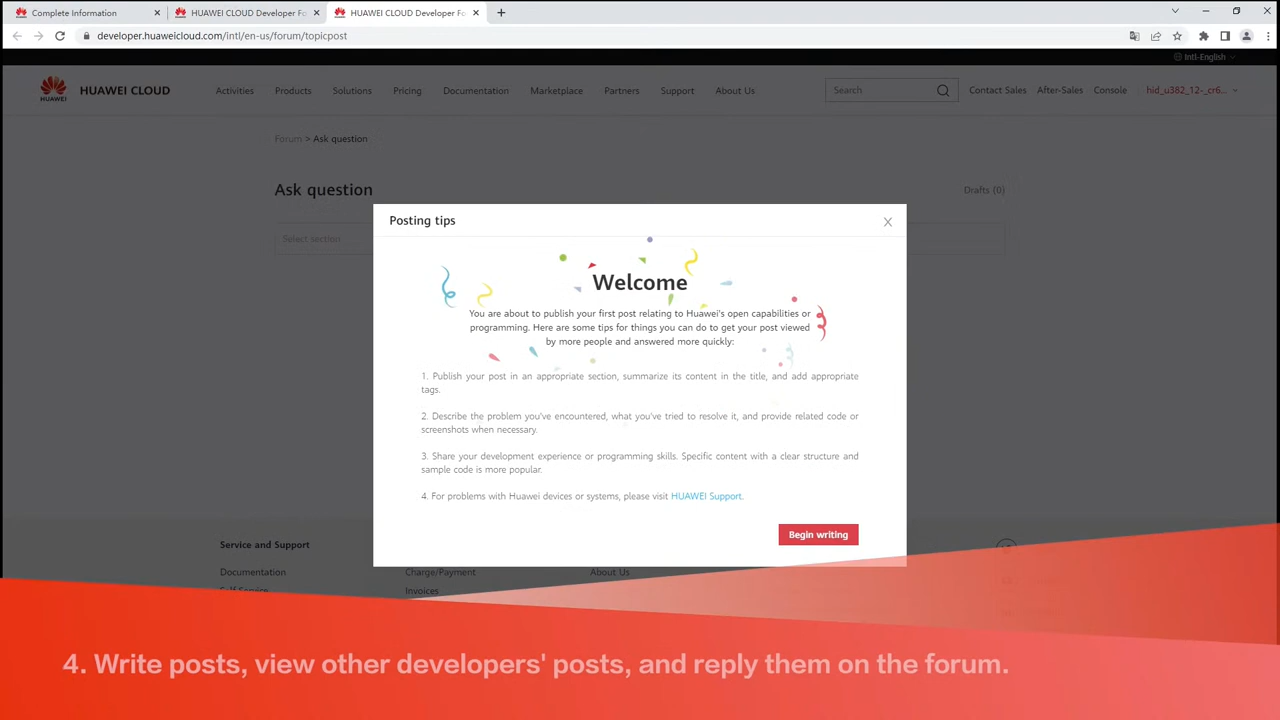 Complete Information
HUAWEI CLOUD Developer Fo
HUAWEI CLOUD Developer Fo
developer.huaweicloud.com/intl/en-us/forum/topicpost
Intl-English
HUAWEI
HUAWEI CLOUD
Activities
Products
Solutions
Pricing
Documentation
Marketplace
Partners
Support
About Us
Search
Contact Sales
After-Sales
Console
hid_u382_12-_cr6...
Forum > Ask question
Ask question
Drafts (0)
Select section
Posting tips
Welcome
You are about to publish your first post relating to Huawei's open capabilities or
programming. Here are some tips for things you can do to get your post viewed
by more people and answered more quickly:
1. Publish your post in an appropriate section, summarize its content in the title, and add appropriate
tags.
2. Describe the problem you've encountered, what you've tried to resolve it, and provide related code or
screenshots when necessary.
3. Share your development experience or programming skills. Specific content with a clear structure and
sample code is more popular.
4. For problems with Huawei devices or systems, please visit HUAWEI Support.
Begin writing
Service and Support
Documentation
Charge/Payment
About Us
Self-Service
Invoices
4. Write posts, view other developers' posts, and reply them on the forum.